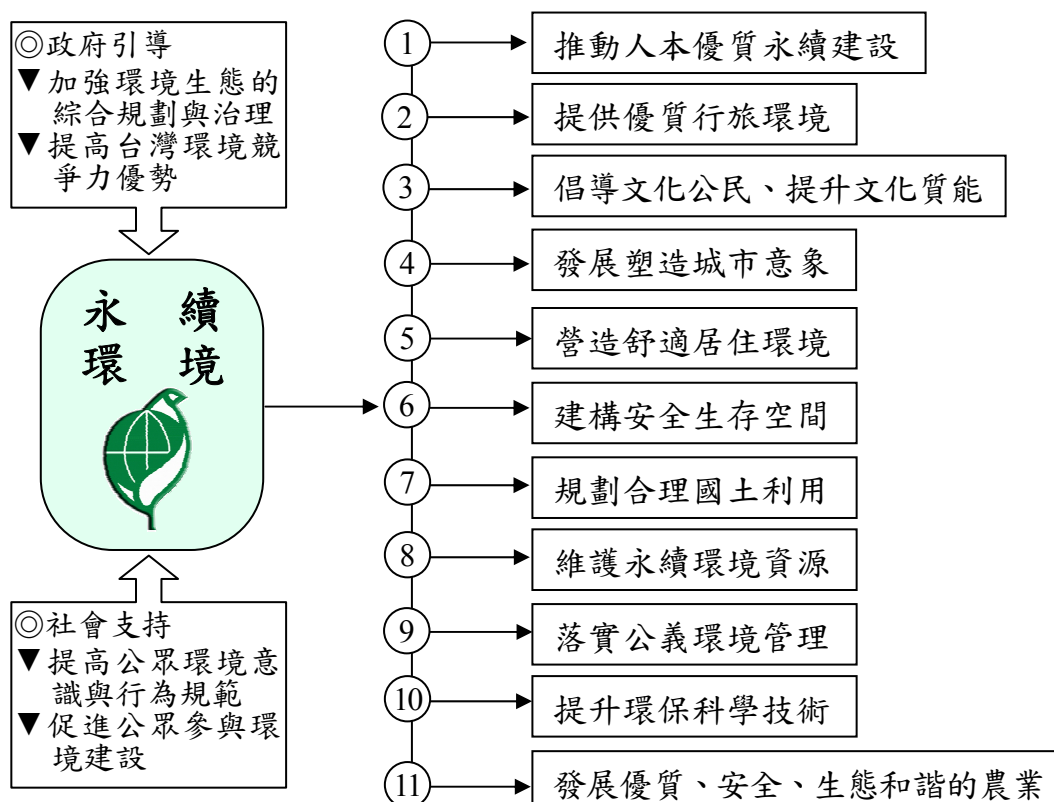 ◎政府引導
▼加強環境生態的
綜合規劃與治理
▼提高台灣環境競
爭力優勢
永續
環境
◎社會支持
▼提高公眾環境意
識與行為規範
▼促進公眾參與環
境建設
1 推動人本優質永續建設
2 提供優質行旅環境
3 倡導文化公民、提升文化質能
4 發展塑造城市意象
5 營造舒適居住環境
6 建構安全生存空間
7 規劃合理國土利用
8 維護永續環境資源
9 落實公義環境管理
10 提升環保科學技術
11 發展優質、安全、生態和諧的農業